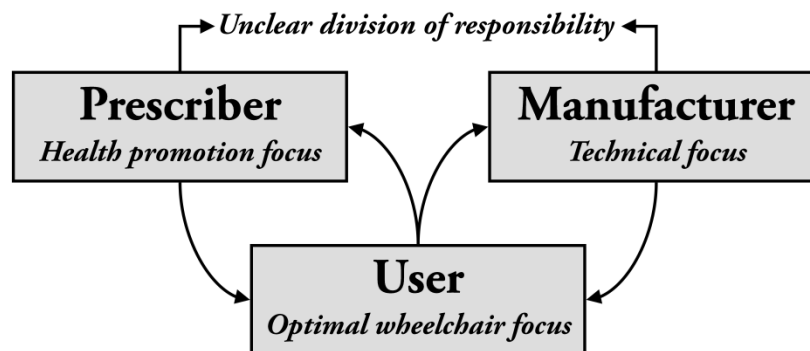 Unclear division of responsibility
Prescriber
Health promotion focus
Manufacturer
Technical focus
User
Optimal wheelchair focus